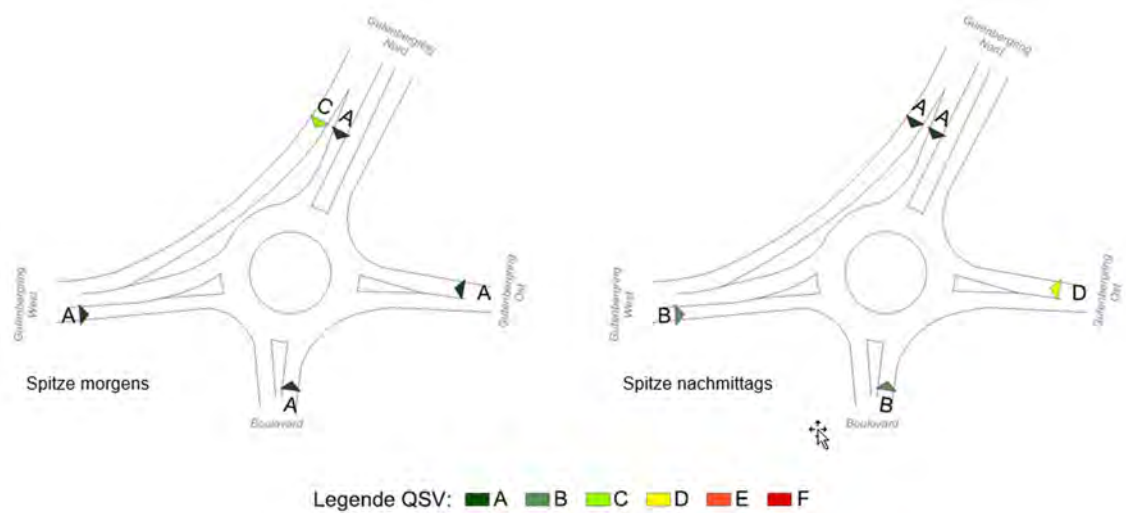 Gutenbergring
Nord
C
A
Gutenbergring
West
A
A
Gutenbergring
Ost
Spitze morgens
A
Boulevard
Gutenbergring
Nord
A
A
Gutenbergring
West
B
D
Gutenbergring
Ost
Spitze nachmittags
B
Boulevard
Legende QSV: A B C D E F